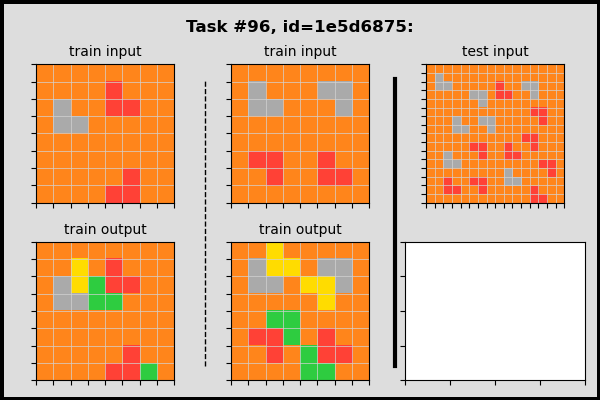 Task #96, id=1e5d6875:
train input
train input
test input
train output
train output